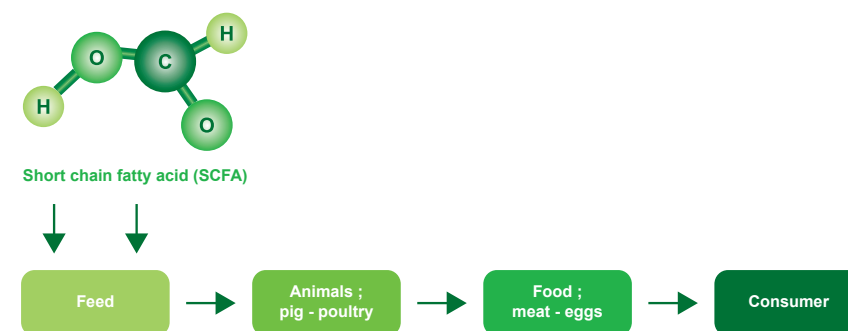 H
O
C
H
O
Short chain fatty acid (SCFA)
Feed
Animals ;
pig - poultry
Food ;
meat - eggs
Consumer